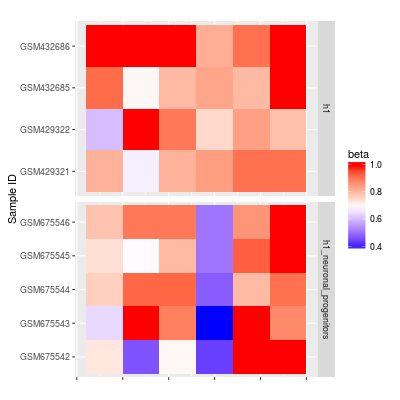 Sample ID
GSM432686
GSM432685
GSM429322
GSM429321
h1
GSM675546
GSM675545
GSM675544
GSM675543
GSM675542
h1_neuronal_progenitors
beta
1.0
0.8
0.6
0.4